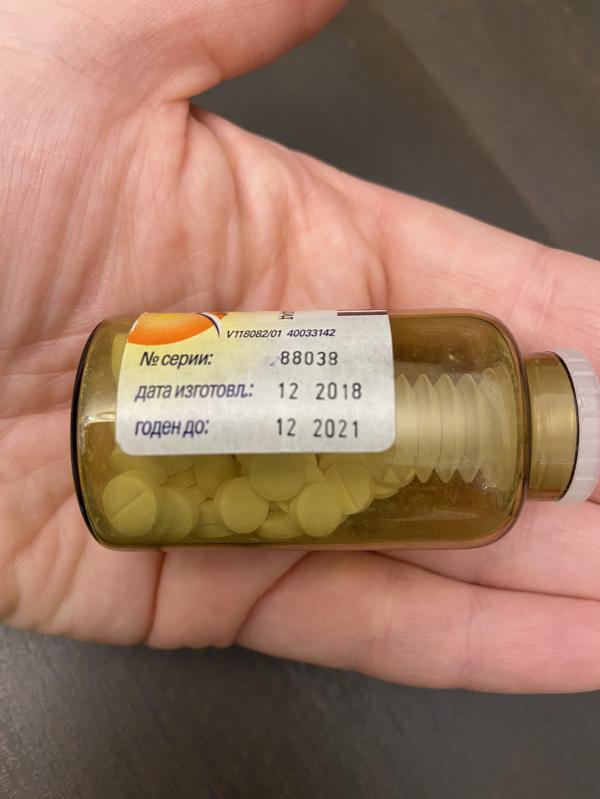 V118082/01 40033142
№ серии: 88038
дата изготовл.: 12 2018
годен до: 12 2021